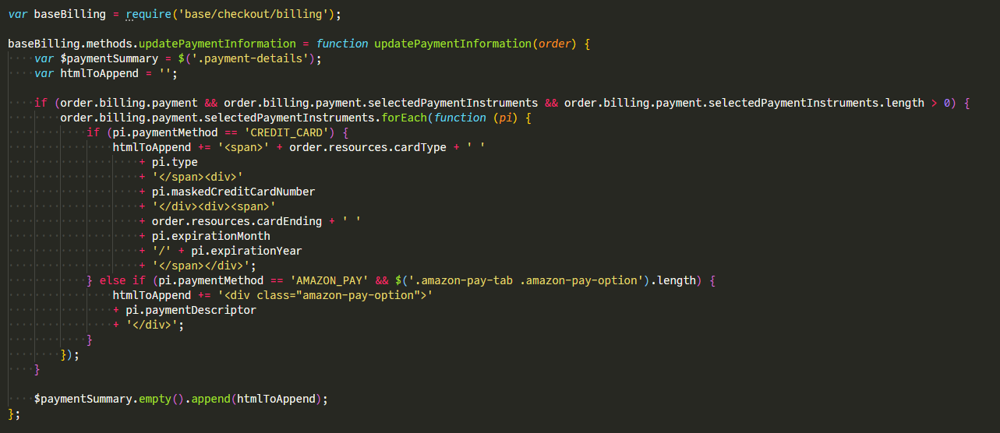 var baseBilling = require('base/checkout/billing');

baseBilling.methods.updatePaymentInformation = function updatePaymentInformation(order) {
    var $paymentSummary = $('.payment-details');
    var htmlToAppend = '';

    if (order.billing.payment && order.billing.payment.selectedPaymentInstruments && order.billing.payment.selectedPaymentInstruments.length > 0) {
        order.billing.payment.selectedPaymentInstruments.forEach(function (pi) {
            if (pi.paymentMethod == 'CREDIT_CARD') {
                htmlToAppend += '<span>' + order.resources.cardType + ' '
                    + pi.type
                    + '</span><div>'
                    + pi.maskedCreditCardNumber
                    + '</div><div><span>'
                    + order.resources.cardEnding + ' '
                    + pi.expirationMonth
                    + '/' + pi.expirationYear
                    + '</span></div>';
            } else if (pi.paymentMethod == 'AMAZON_PAY' && $('.amazon-pay-tab .amazon-pay-option').length) {
                htmlToAppend += '<div class="amazon-pay-option">'
                + pi.paymentDescriptor
                + '</div>';
            }
        });
    }

    $paymentSummary.empty().append(htmlToAppend);
};